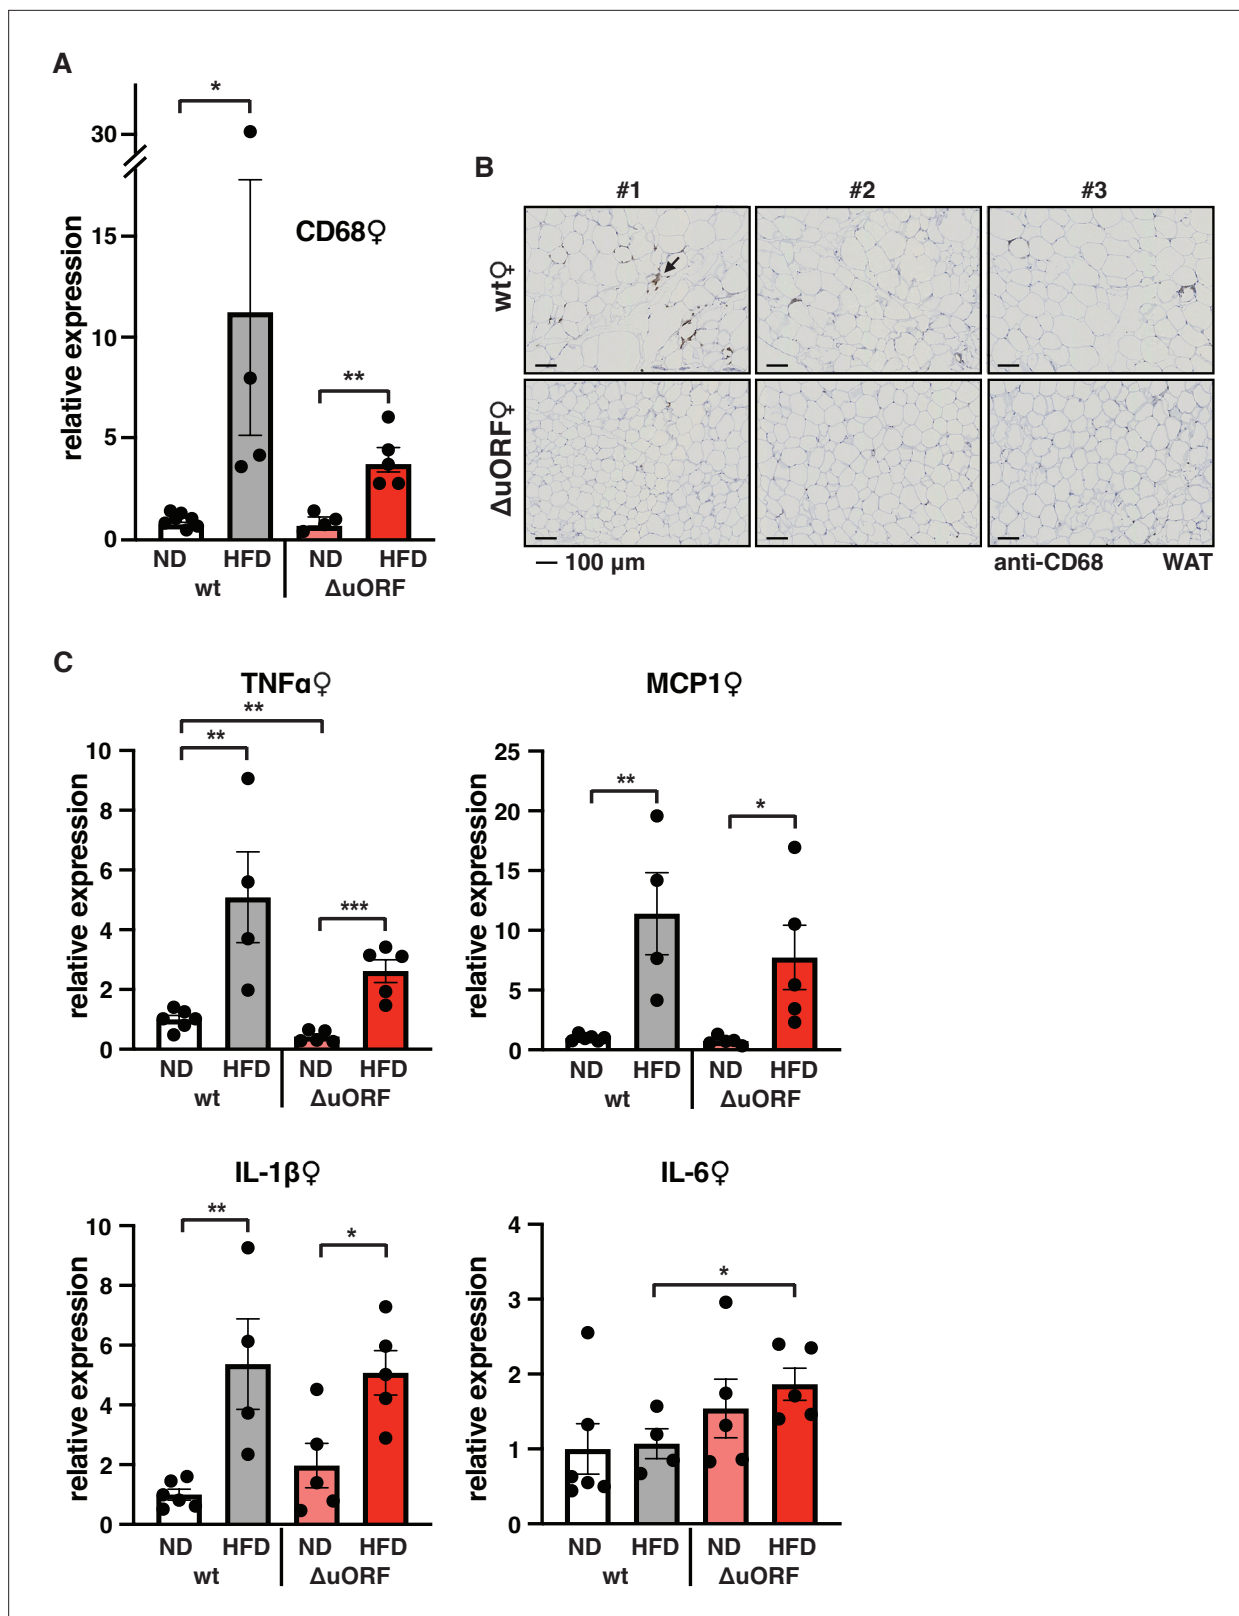 A
*
30
15
10
5
0
relative expression
CD68♀
**
ND HFD ND HFD
wt ΔuORF
B
#1 #2 #3
wt♀
ΔuORF♀
— 100 µm anti-CD68 WAT
C
TNFα♀
**
**
***
10
8
6
4
2
0
relative expression
ND HFD ND HFD
wt ΔuORF
MCP1♀
**
*
25
20
15
10
5
0
relative expression
ND HFD ND HFD
wt ΔuORF
IL-1β♀
**
*
10
8
6
4
2
0
relative expression
ND HFD ND HFD
wt ΔuORF
IL-6♀
*
4
3
2
1
0
relative expression
ND HFD ND HFD
wt ΔuORF